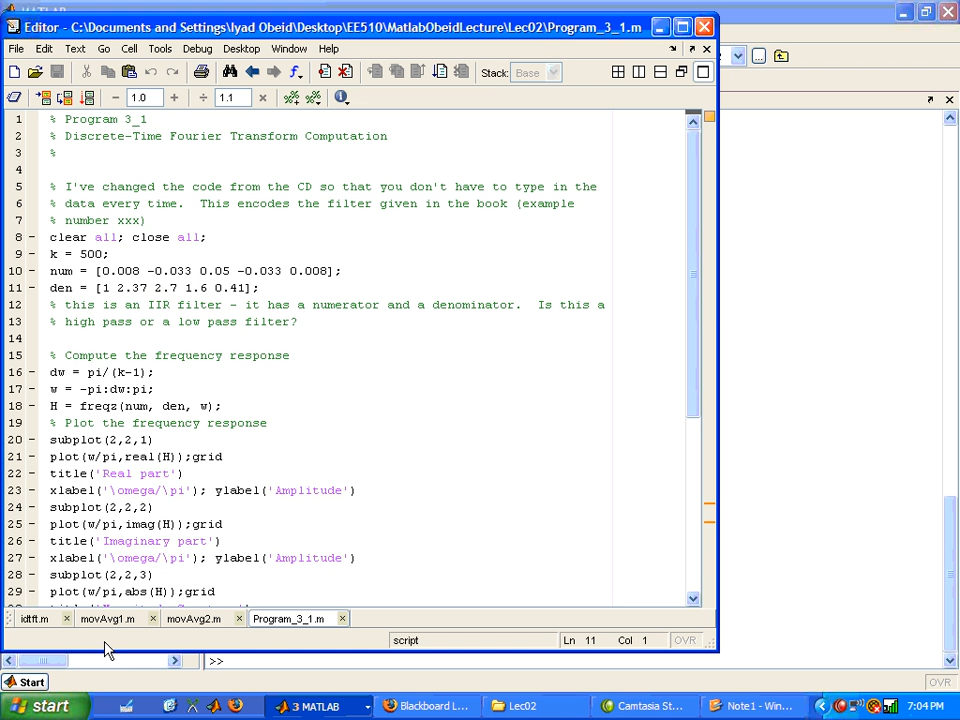 MATLAB
Editor - C:\Documents and Settings\Iyad Obeid\Desktop\EE510\MatlabObeidLecture\Lec02\Program_3_1.m
File Edit Text Go Cell Tools Debug Desktop Window Help
Stack: Base
− 1.0 + ÷ 1.1 ×
1 % Program 3_1
2 % Discrete-Time Fourier Transform Computation
3 %
4
5 % I've changed the code from the CD so that you don't have to type in the
6 % data every time.  This encodes the filter given in the book (example
7 % number xxx)
8 - clear all; close all;
9 - k = 500;
10 - num = [0.008 -0.033 0.05 -0.033 0.008];
11 - den = [1 2.37 2.7 1.6 0.41];
12 % this is an IIR filter - it has a numerator and a denominator.  Is this a
13 % high pass or a low pass filter?
14
15 % Compute the frequency response
16 - dw = pi/(k-1);
17 - w = -pi:dw:pi;
18 - H = freqz(num, den, w);
19 % Plot the frequency response
20 - subplot(2,2,1)
21 - plot(w/pi,real(H));grid
22 - title('Real part')
23 - xlabel('\omega/\pi'); ylabel('Amplitude')
24 - subplot(2,2,2)
25 - plot(w/pi,imag(H));grid
26 - title('Imaginary part')
27 - xlabel('\omega/\pi'); ylabel('Amplitude')
28 - subplot(2,2,3)
29 - plot(w/pi,abs(H));grid
idtft.m × movAvg1.m × movAvg2.m × Program_3_1.m ×
script Ln 11 Col 1 OVR
>>
Start OVR
start 3 MATLAB Blackboard L... Lec02 Camtasia St... Note1 - Win... 7:04 PM